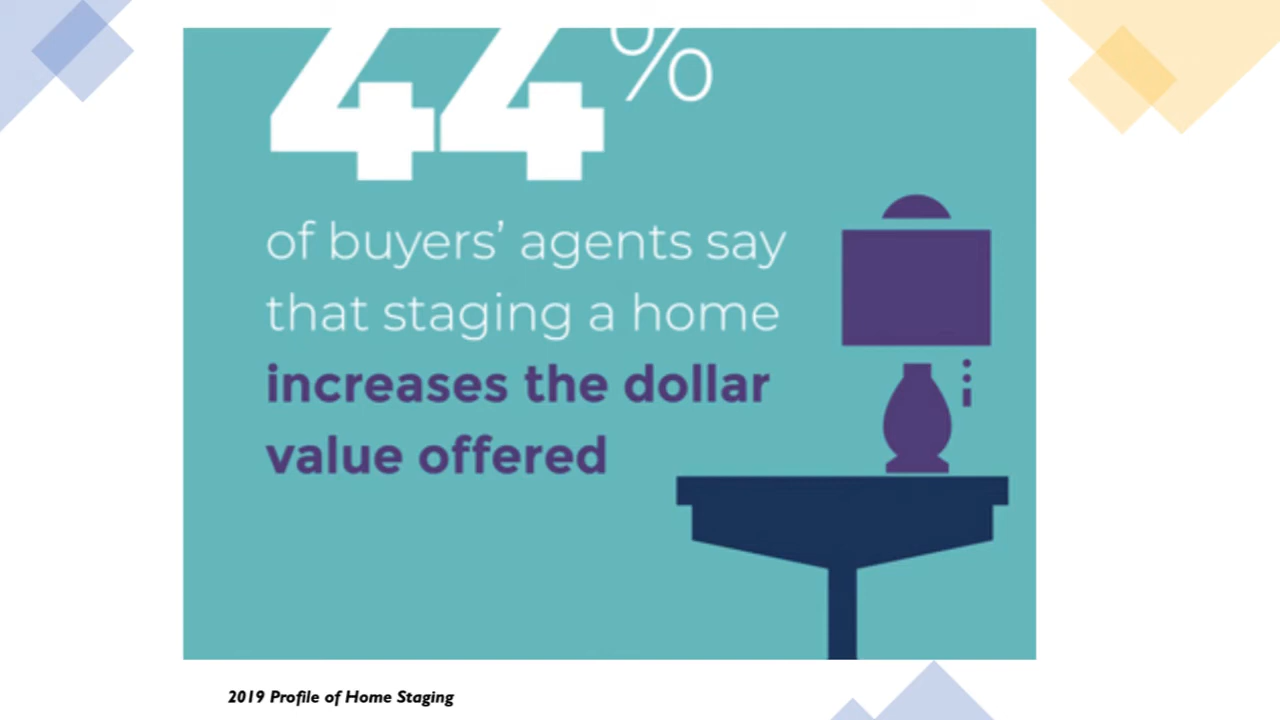 44%
of buyers’ agents say
that staging a home
increases the dollar
value offered
2019 Profile of Home Staging